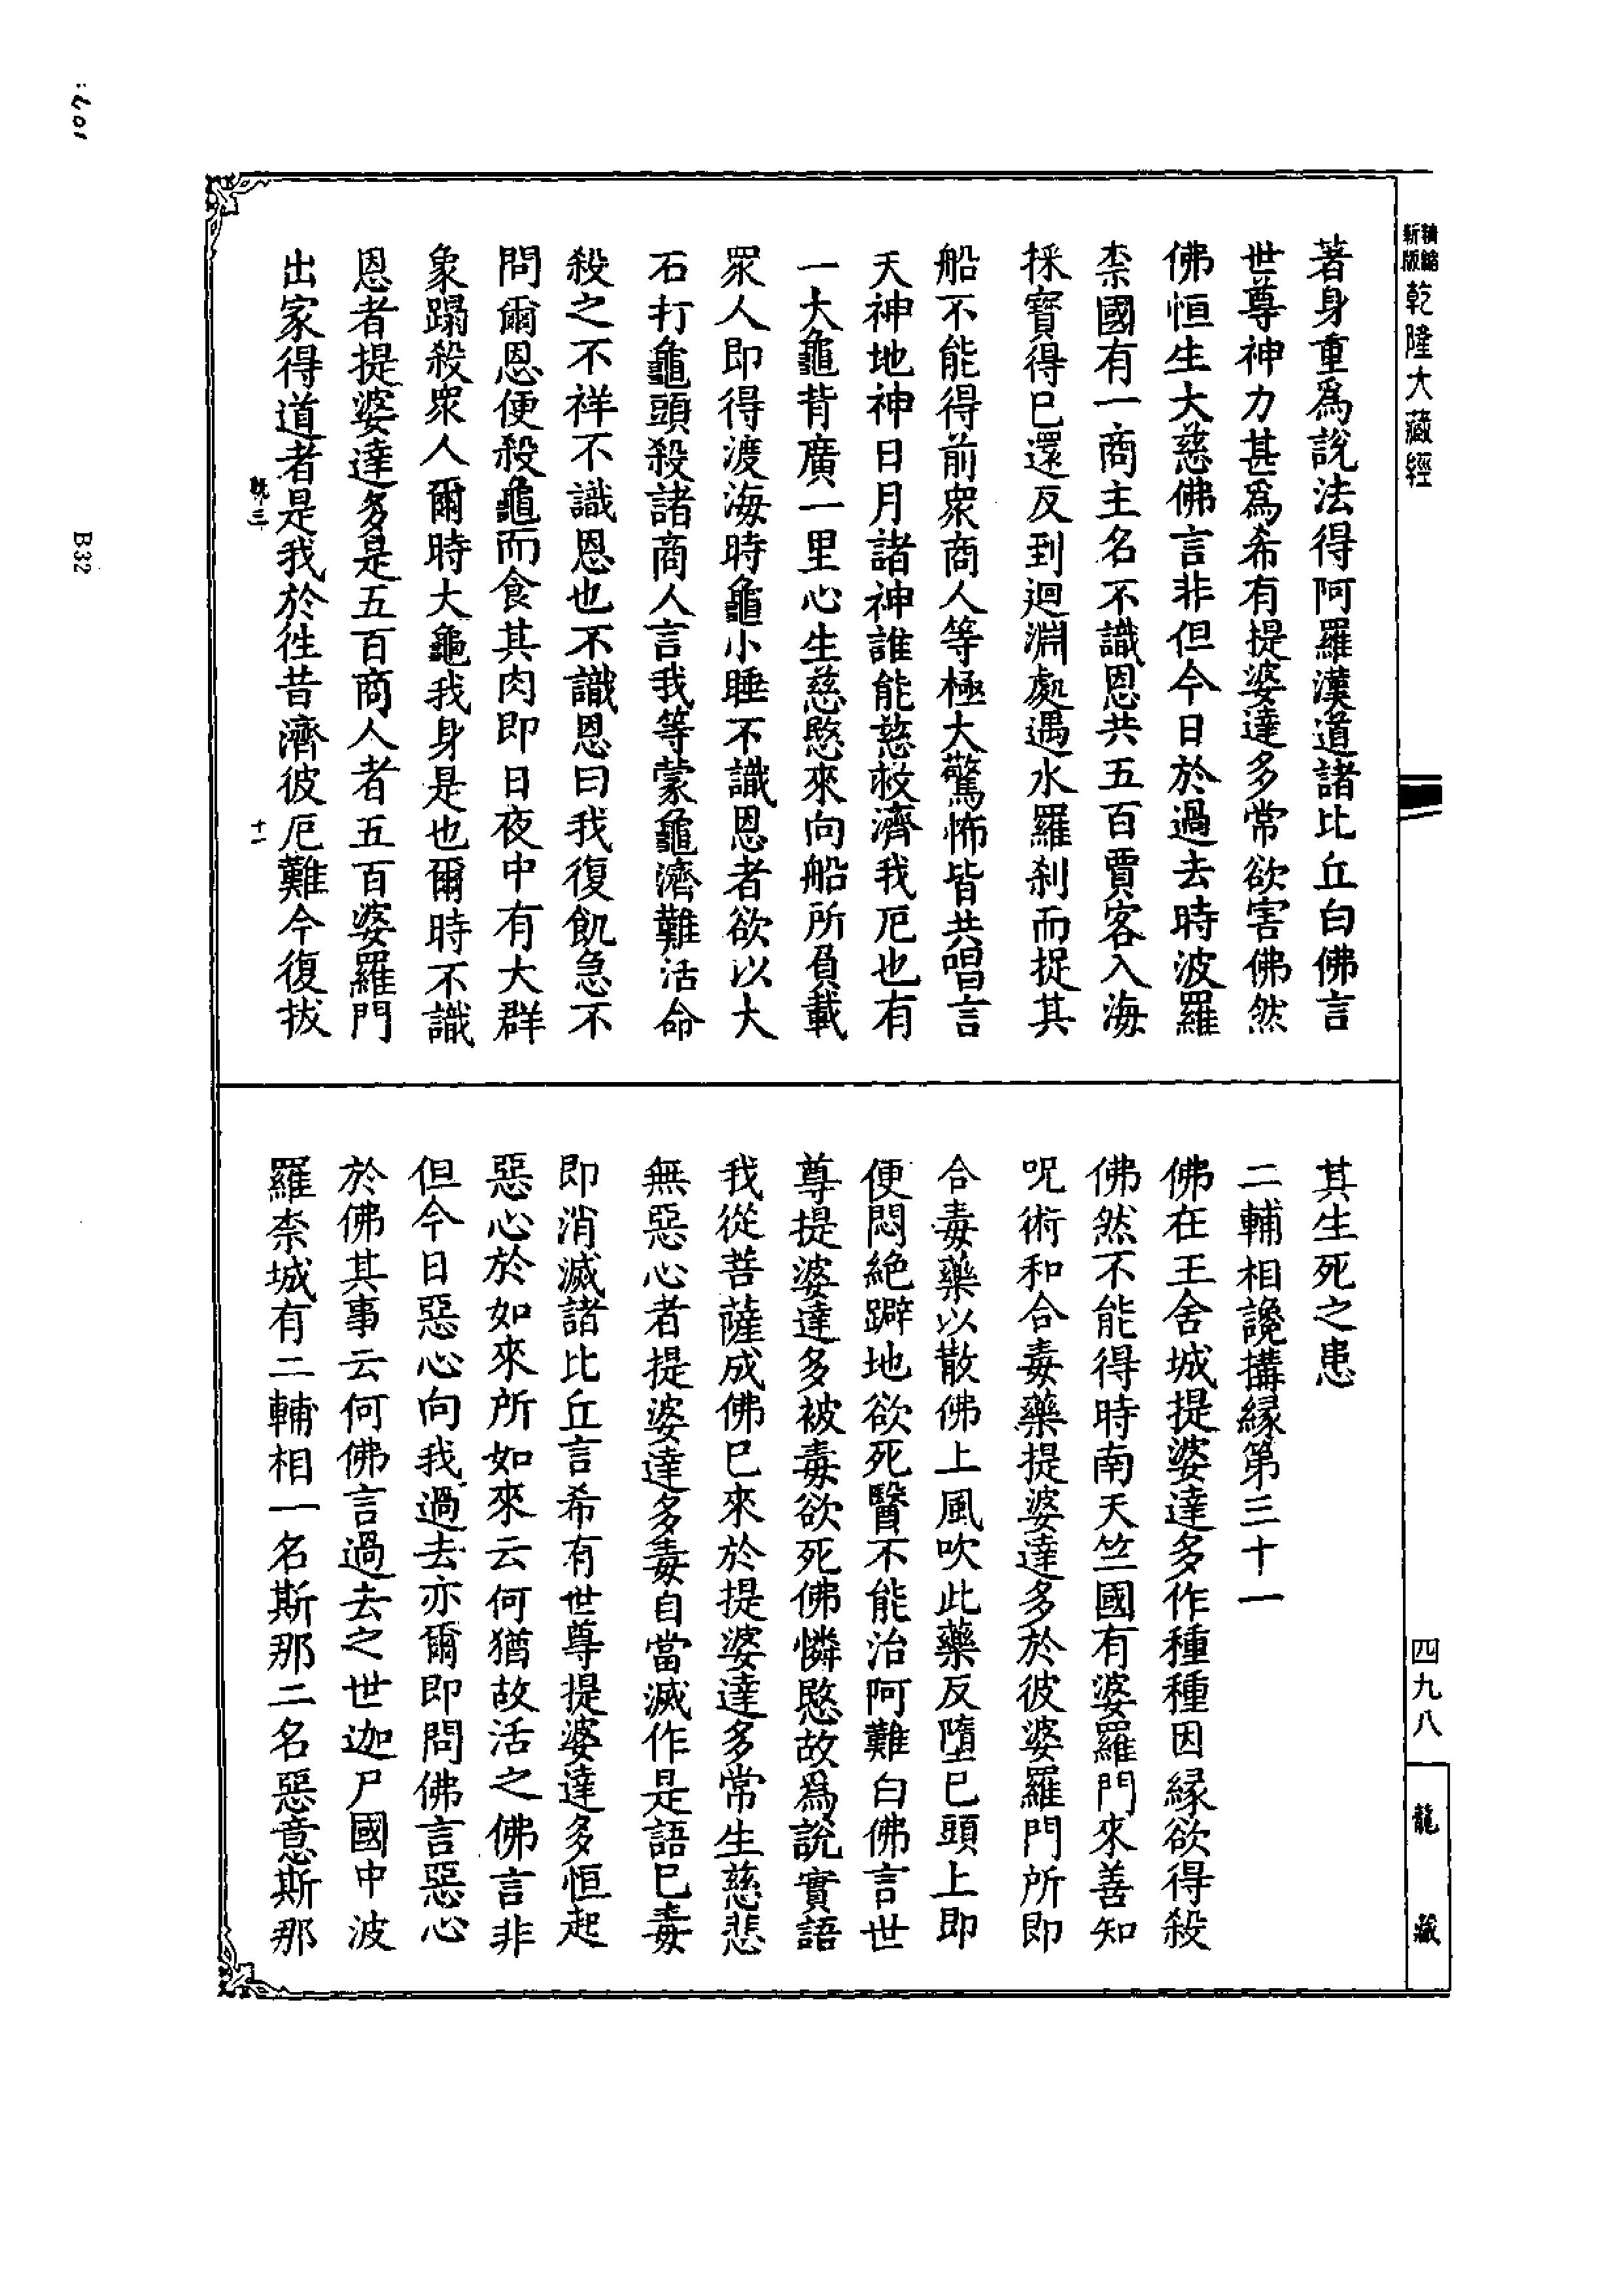 精縮
新版
乾隆大藏經
四九八
龍藏
著身重爲說法得阿羅漢道諸比丘白佛言
世尊神力甚爲希有提婆達多常欲害佛然
佛恒生大慈佛言非但今日於過去時波羅
柰國有一商主名不識恩共五百賈客入海
採寶得已還反到迴淵處遇水羅刹而捉其
船不能得前衆商人等極大驚怖皆共唱言
天神地神日月諸神誰能慈救濟我厄也有
一大龜背廣一里心生慈愍來向船所負載
衆人即得渡海時龜小睡不識恩者欲以大
石打龜頭殺諸商人言我等蒙龜濟難活命
殺之不祥不識恩也不識恩曰我復飢急不
問爾恩便殺龜而食其肉即日夜中有大群
象蹋殺衆人爾時大龜我身是也爾時不識
恩者提婆達多是五百商人者五百婆羅門
出家得道者是我於徃昔濟彼厄難今復拔
旣三
十一
其生死之患
二輔相讒搆緣第三十一
佛在王舍城提婆達多作種種因緣欲得殺
佛然不能得時南天竺國有婆羅門來善知
呪術和合毒藥提婆達多於彼婆羅門所即
合毒藥以散佛上風吹此藥反墮已頭上即
便悶絕躃地欲死醫不能治阿難白佛言世
尊提婆達多被毒欲死佛憐愍故爲說實語
我從菩薩成佛已來於提婆達多常生慈悲
無惡心者提婆達多毒自當滅作是語已毒
即消滅諸比丘言希有世尊提婆達多恒起
惡心於如來所如來云何猶故活之佛言非
但今日惡心向我過去亦爾即問佛言惡心
於佛其事云何佛言過去之世迦尸國中波
羅柰城有二輔相一名斯那二名惡意斯那
B32